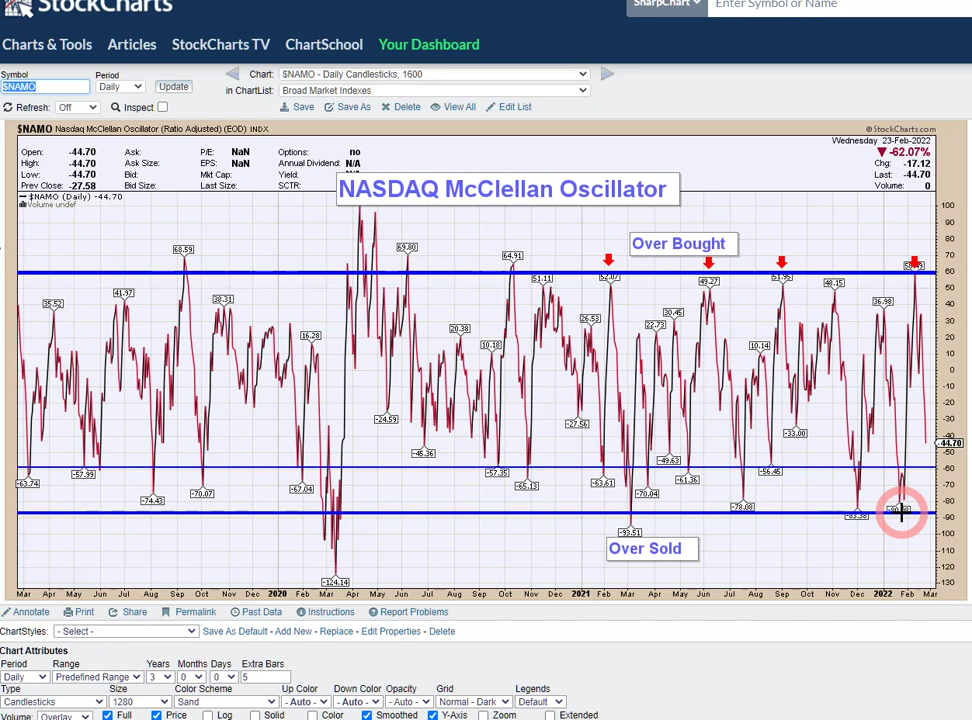 StockCharts
SharpChart
Enter Symbol or Name
Charts & Tools Articles StockCharts TV ChartSchool Your Dashboard
Symbol Period
$NAMO Daily Update
Chart: $NAMO - Daily Candlesticks, 1600
in ChartList: Broad Market Indexes
Refresh: Off Inspect
Save Save As Delete View All Edit List
$NAMO Nasdaq McClellan Oscillator (Ratio Adjusted) (EOD) INDX
© StockCharts.com
Wednesday 23-Feb-2022
Open: -44.70 Ask: P/E: NaN Options: no
▼ -62.07%
High: -44.70 Ask Size: EPS: NaN Annual Dividend: N/A
Chg: -17.12
Low: -44.70 Bid: Mkt Cap: Yield:
Last: -44.70
Prev Close: -27.58 Bid Size: Last Size: SCTR:
Volume: 0
NASDAQ McClellan Oscillator
$NAMO (Daily) -44.70
Volume undef
Over Bought
68.59
69.80
64.91
52.07
49.27
51.95
51.11
48.15
41.97
38.31
35.52
36.98
26.53
22.73
30.45
20.38
16.28
10.18
10.14
-24.59
-27.56
-33.00
-45.36
-49.63
-57.99
-57.35
-56.45
-63.74
-67.04
-65.13
-63.61
-61.36
-74.43
-70.07
-70.04
-78.08
-83.38
-93.51
-124.14
100
90
80
70
60
50
40
30
20
10
0
-10
-20
-30
-40
-44.70
-50
-60
-70
-80
-90
-100
-110
-120
-130
Over Sold
Mar Apr May Jun Jul Aug Sep Oct Nov Dec 2020 Feb Mar Apr May Jun Jul Aug Sep Oct Nov Dec 2021 Feb Mar Apr May Jun Jul Aug Sep Oct Nov Dec 2022 Feb Mar
Annotate Print Share Permalink Past Data Instructions Report Problems
ChartStyles: - Select - Save As Default - Add New - Replace - Edit Properties - Delete
Chart Attributes
Period Range Years Months Days Extra Bars
Daily Predefined Range 3 0 0 5
Type Size Color Scheme Up Color Down Color Opacity Grid Legends
Candlesticks 1280 Sand - Auto - - Auto - - Auto - Normal - Dark Default
Volume: Overlay Full Price Log Solid Color Smoothed Y-Axis Zoom Extended